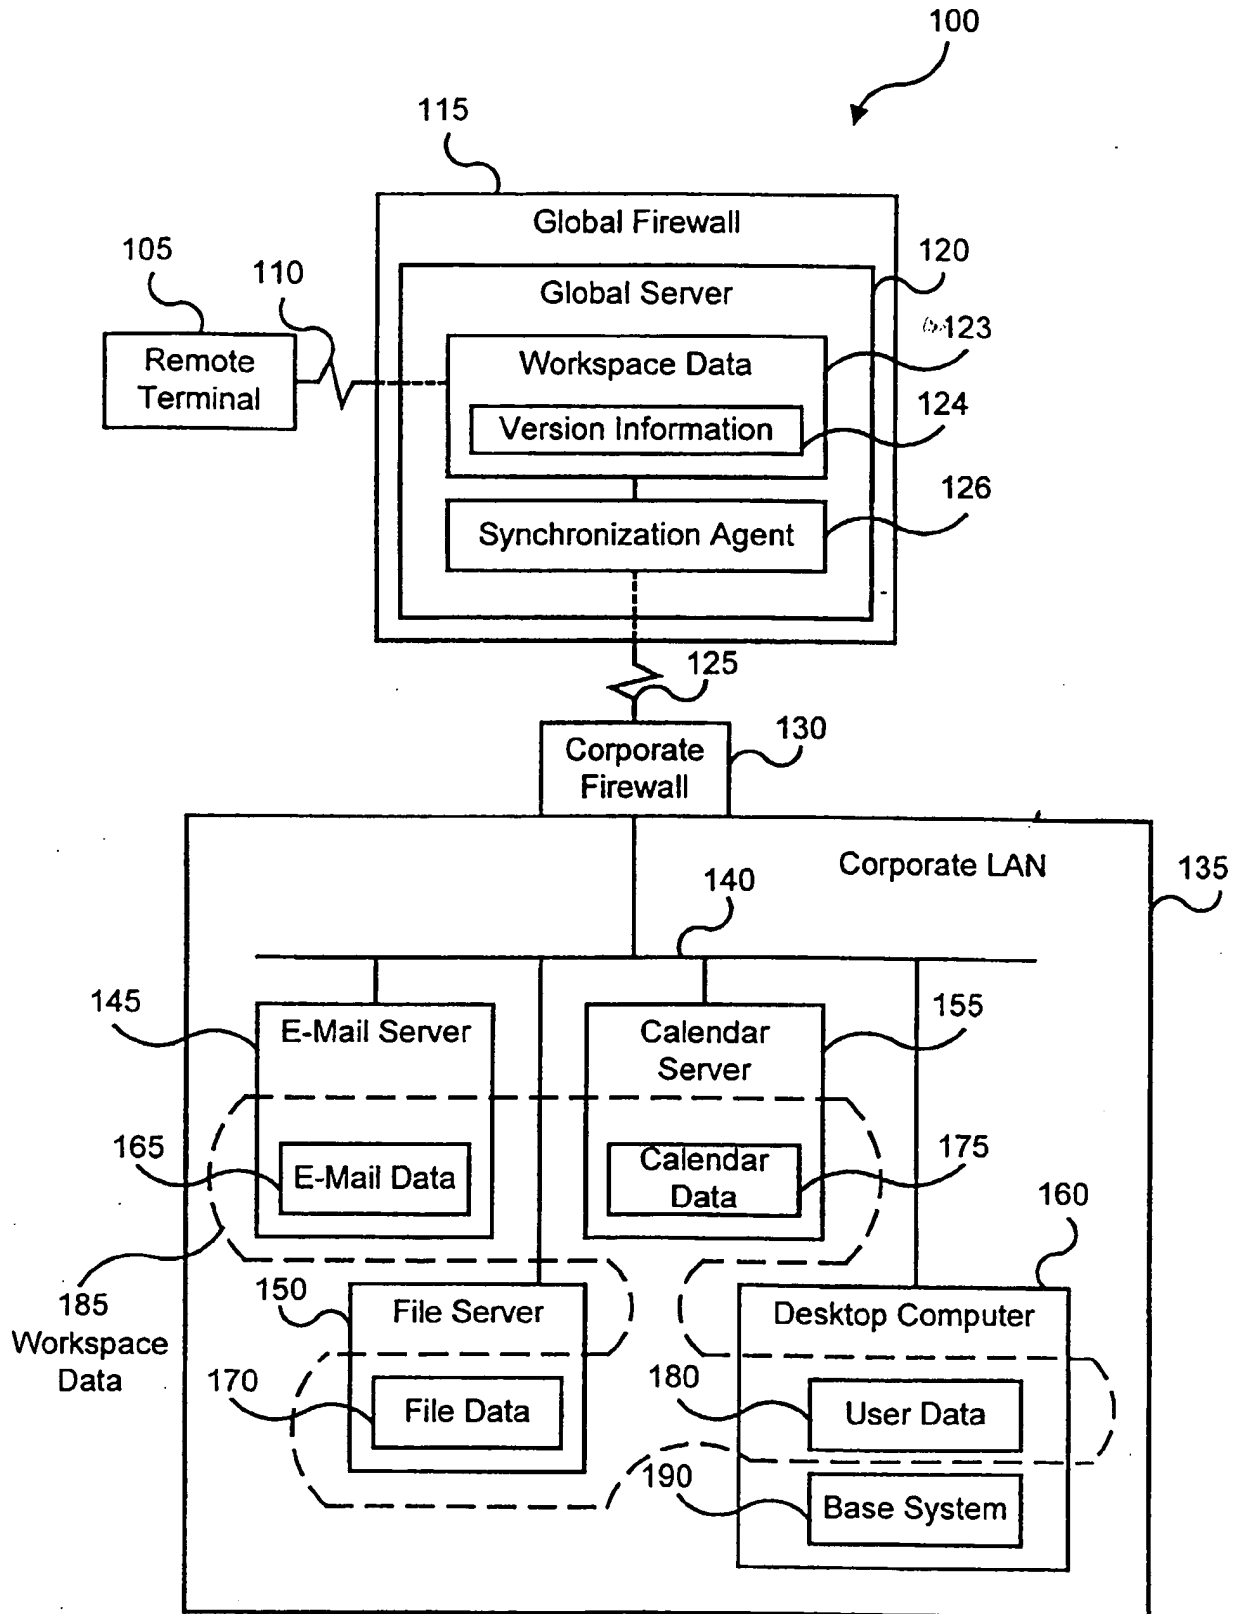 100
115
Global Firewall
105
110
120
Global Server
123
Remote
Terminal
Workspace Data
124
Version Information
126
Synchronization Agent
125
130
Corporate
Firewall
Corporate LAN
135
140
145
155
E-Mail Server
Calendar
Server
165
175
E-Mail Data
Calendar
Data
160
185
Workspace
Data
150
File Server
Desktop Computer
170
180
File Data
User Data
190
Base System